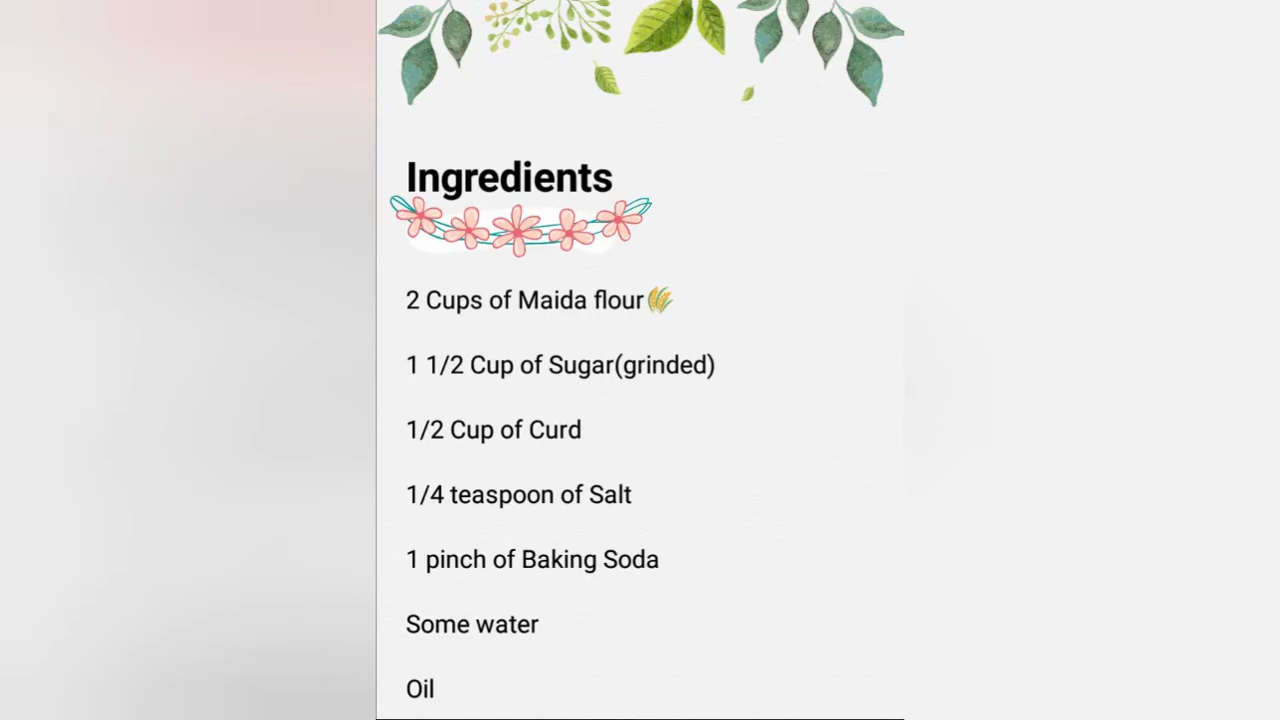 Ingredients
2 Cups of Maida flour🌾
1 1/2 Cup of Sugar(grinded)
1/2 Cup of Curd
1/4 teaspoon of Salt
1 pinch of Baking Soda
Some water
Oil